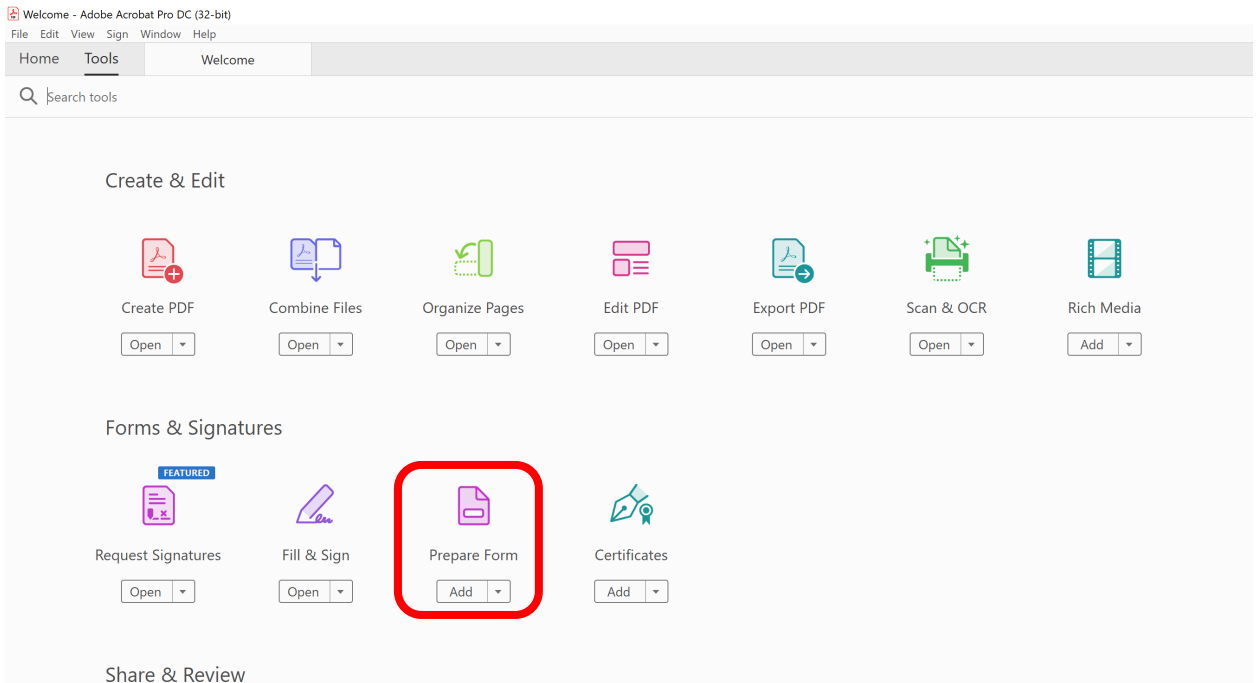 Welcome - Adobe Acrobat Pro DC (32-bit)
File Edit View Sign Window Help
Home Tools Welcome
Search tools
Create & Edit
Create PDF Combine Files Organize Pages Edit PDF Export PDF Scan & OCR Rich Media
Open Open Open Open Open Open Add
Forms & Signatures
FEATURED
Request Signatures Fill & Sign Prepare Form Certificates
Open Open Add Add
Share & Review